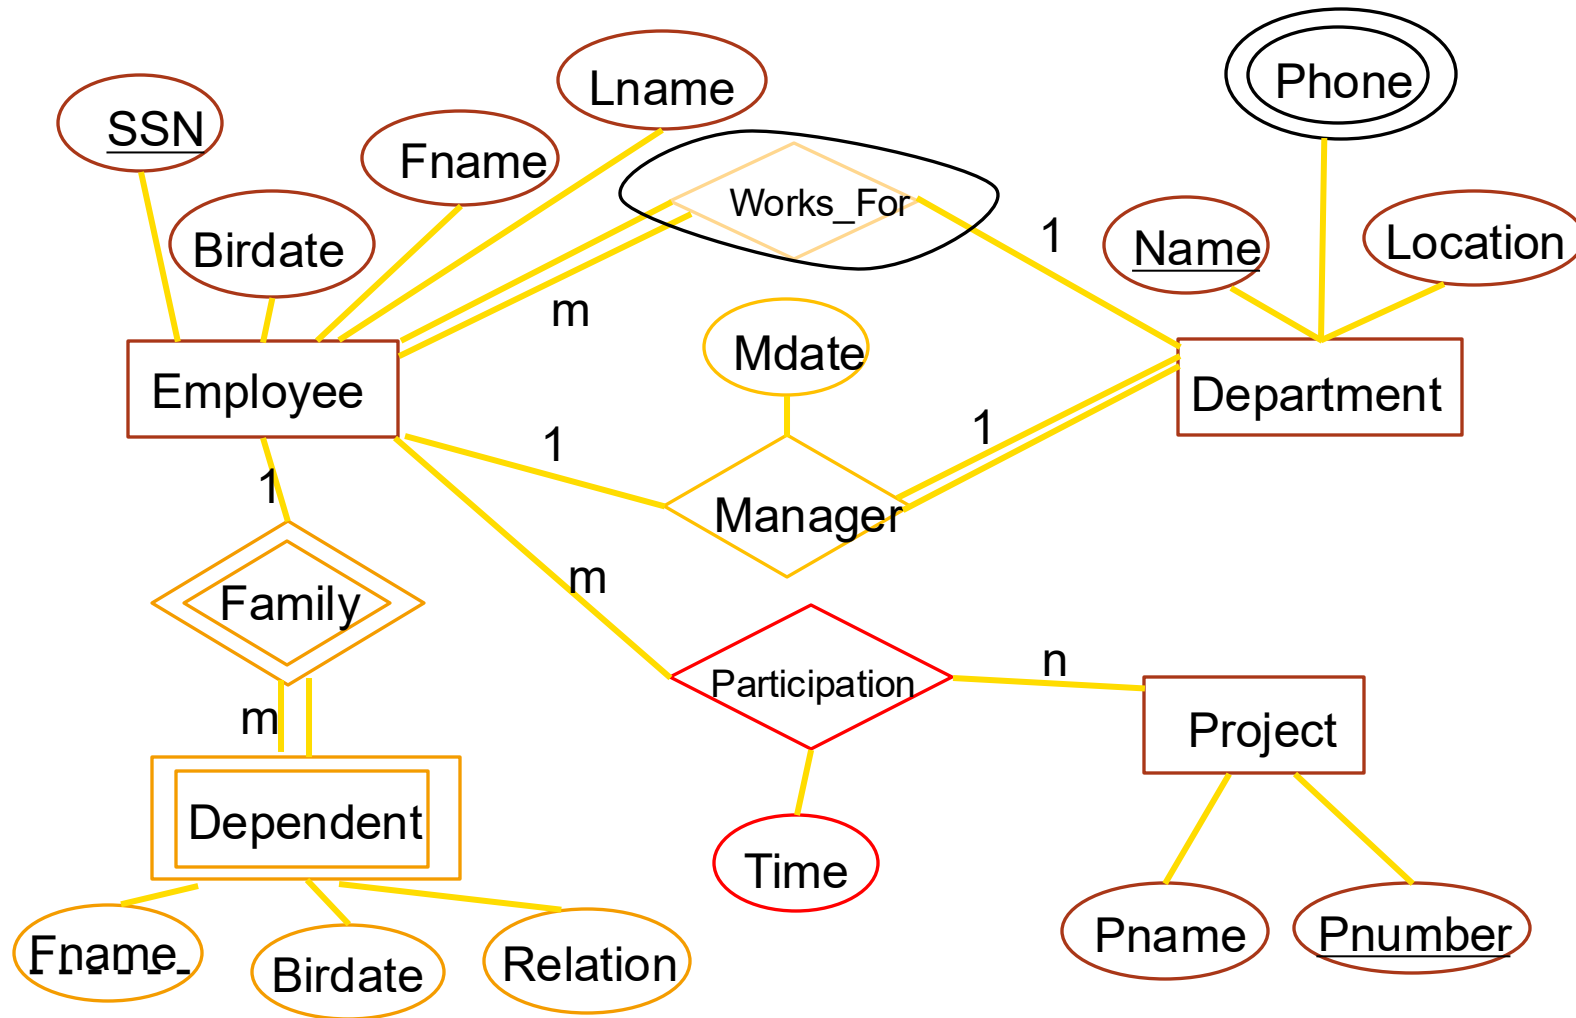 Phone
Lname
SSN
Fname
Works_For
Birdate
Name
Location
1
m
Mdate
Employee
Department
1
1
1
Manager
m
Family
n
Participation
m
Project
Dependent
Time
Fname
Birdate
Relation
Pname
Pnumber